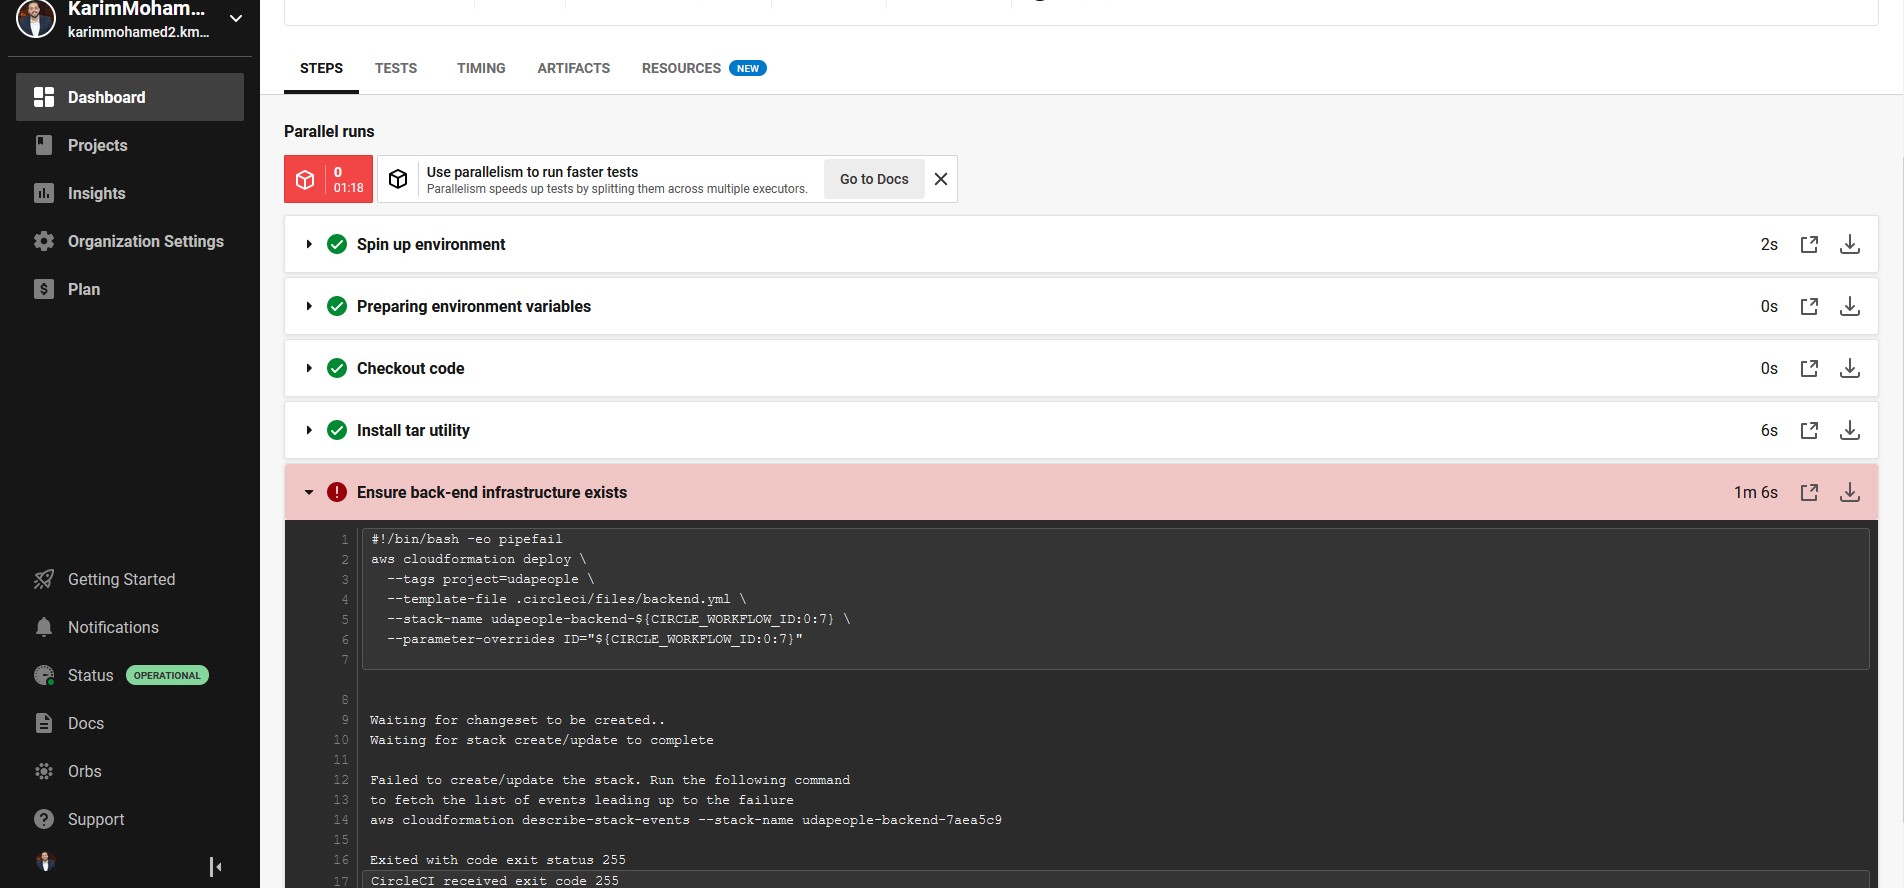 KarimMoham...
karimmohamed2.km...
Dashboard
Projects
Insights
Organization Settings
Plan
Getting Started
Notifications
Status OPERATIONAL
Docs
Orbs
Support
STEPS TESTS TIMING ARTIFACTS RESOURCES NEW
Parallel runs
0
01:18
Use parallelism to run faster tests
Parallelism speeds up tests by splitting them across multiple executors.
Go to Docs
Spin up environment 2s
Preparing environment variables 0s
Checkout code 0s
Install tar utility 6s
Ensure back-end infrastructure exists 1m 6s
1 #!/bin/bash -eo pipefail
2 aws cloudformation deploy \
3 --tags project=udapeople \
4 --template-file .circleci/files/backend.yml \
5 --stack-name udapeople-backend-${CIRCLE_WORKFLOW_ID:0:7} \
6 --parameter-overrides ID="${CIRCLE_WORKFLOW_ID:0:7}"
7
8
9 Waiting for changeset to be created..
10 Waiting for stack create/update to complete
11
12 Failed to create/update the stack. Run the following command
13 to fetch the list of events leading up to the failure
14 aws cloudformation describe-stack-events --stack-name udapeople-backend-7aea5c9
15
16 Exited with code exit status 255
17 CircleCI received exit code 255